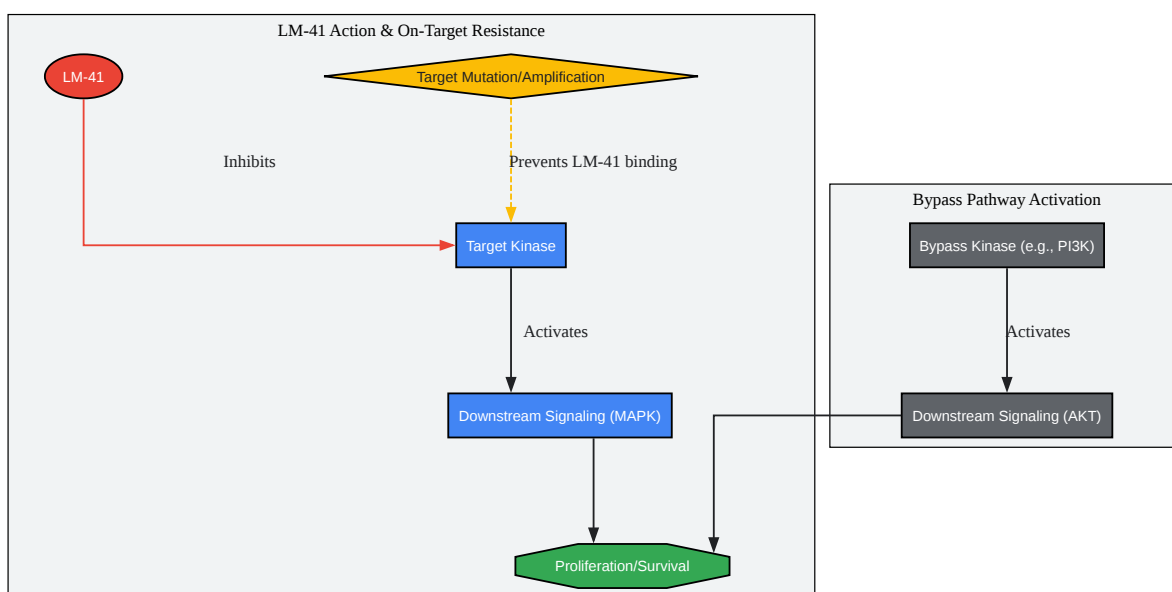 LM-41 Action & On-Target Resistance
LM-41
Target Mutation/Amplification
Inhibits
Prevents LM-41 binding
Target Kinase
Activates
Downstream Signaling (MAPK)
Proliferation/Survival
Bypass Pathway Activation
Bypass Kinase (e.g., PI3K)
Activates
Downstream Signaling (AKT)